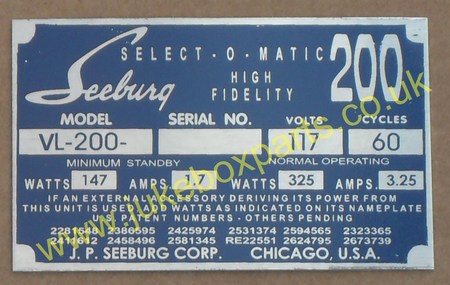 SELECT-O-MATIC 200
Seeburg HIGH
FIDELITY
MODEL SERIAL NO. VOLTS CYCLES
VL-200- 117 60
MINIMUM STANDBY NORMAL OPERATING
WATTS 147 AMPS. WATTS 325 AMPS. 3.25
IF AN EXTERNAL ACCESSORY DERIVING ITS POWER FROM
THIS UNIT IS USED ADD WATTS AS INDICATED ON ITS NAMEPLATE
U.S. PATENT NUMBERS - OTHERS PENDING
2281648 2386595 2425974 2531374 2594565 2323365
2411612 2458496 2581345 RE22551 2624795 2673739
J. P. SEEBURG CORP. CHICAGO, U.S.A.
www.jukeboxparts.co.uk